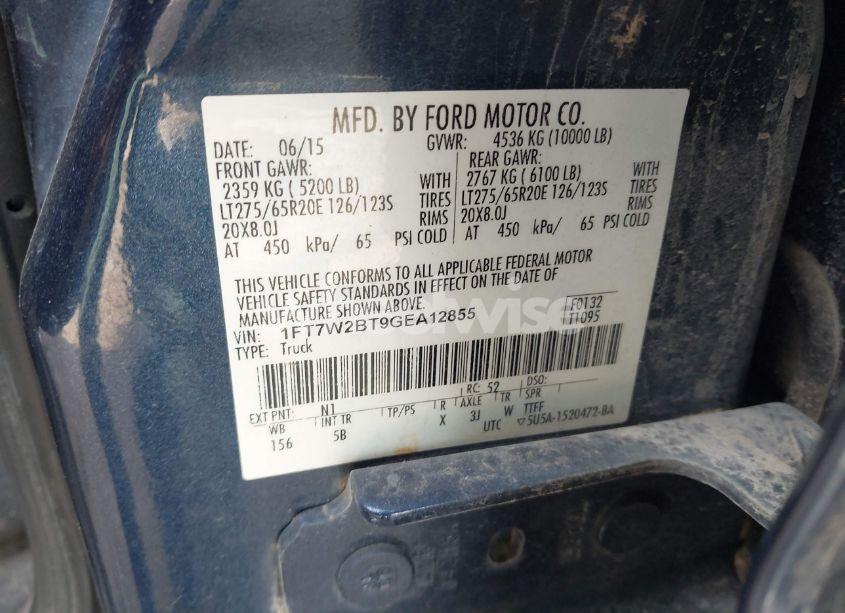 MFD. BY FORD MOTOR CO.
DATE: 06/15 GVWR: 4536 KG (10000 LB)
FRONT GAWR: REAR GAWR:
2359 KG ( 5200 LB) WITH 2767 KG ( 6100 LB) WITH
LT275/65R20E 126/123S TIRES LT275/65R20E 126/123S TIRES
20X8.0J RIMS 20X8.0J RIMS
AT 450 kPa/ 65 PSI COLD AT 450 kPa/ 65 PSI COLD
THIS VEHICLE CONFORMS TO ALL APPLICABLE FEDERAL MOTOR
VEHICLE SAFETY STANDARDS IN EFFECT ON THE DATE OF
MANUFACTURE SHOWN ABOVE.
VIN: 1FT7W2BT9GEA12855 F0132
TYPE: Truck T1095
RC: 52 DSO:
EXT PNT: N1 R AXLE TR SPR
WB INT TR TP/PS X 3J W TTFF
156 5B UTC ▽5U5A-1520472-BA